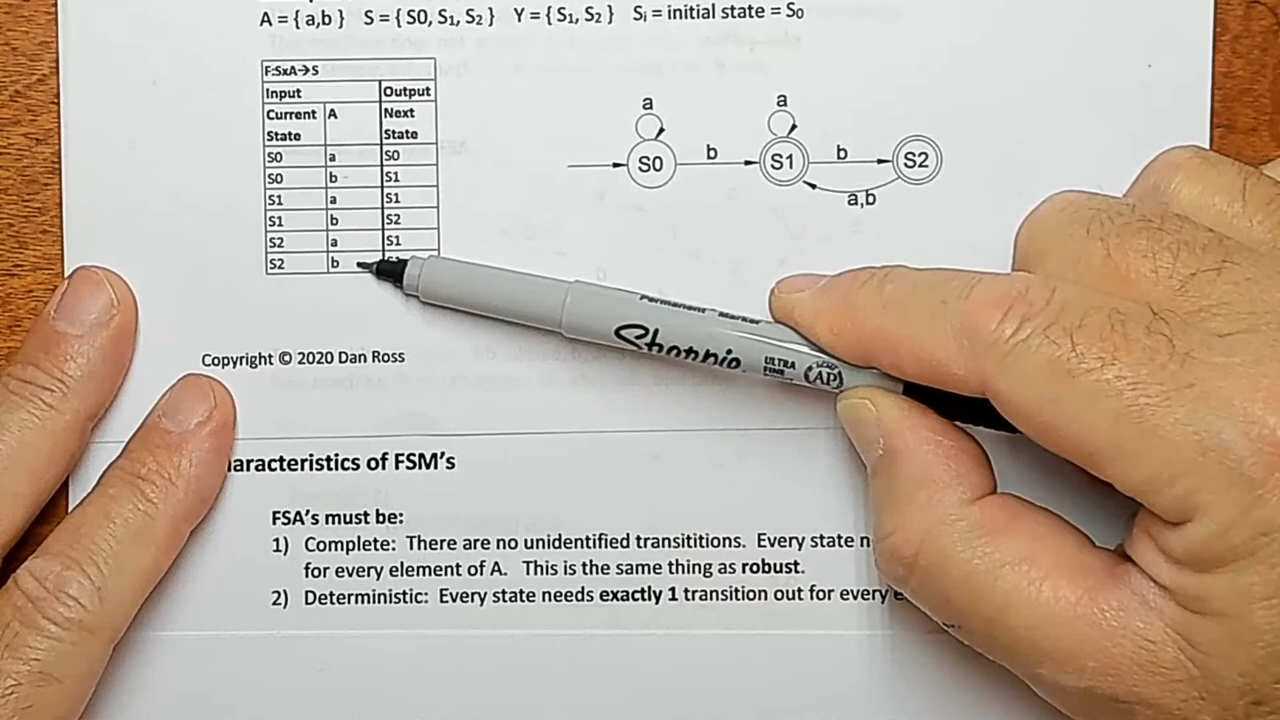 A = { a,b } S = { S0, S₁, S₂ } Y = { S₁, S₂ } Sᵢ = initial state = S₀
F:SxA→S
Input Output
Current A Next
State State
S0 a S0
S0 b S1
S1 a S1
S1 b S2
S2 a S1
S2 b
a a
S0 b S1 b S2
a,b
Permanent Marker
Sharpie
ULTRA
FINE
AP
Copyright © 2020 Dan Ross
aracteristics of FSM's
FSA's must be:
1) Complete: There are no unidentified transititions. Every state
for every element of A. This is the same thing as robust.
2) Deterministic: Every state needs exactly 1 transition out for every